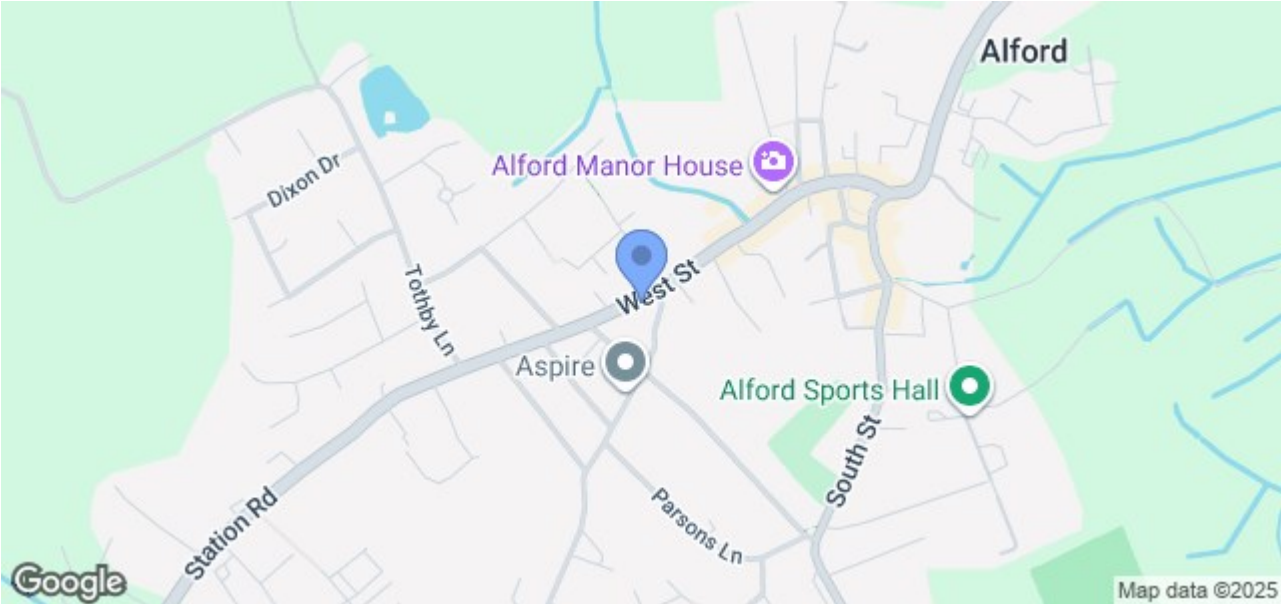 Alford
Alford Manor House
Dixon Dr
West St
Tothby Ln
Aspire
Alford Sports Hall
South St
Station Rd
Parsons Ln
Google
Map data ©2025